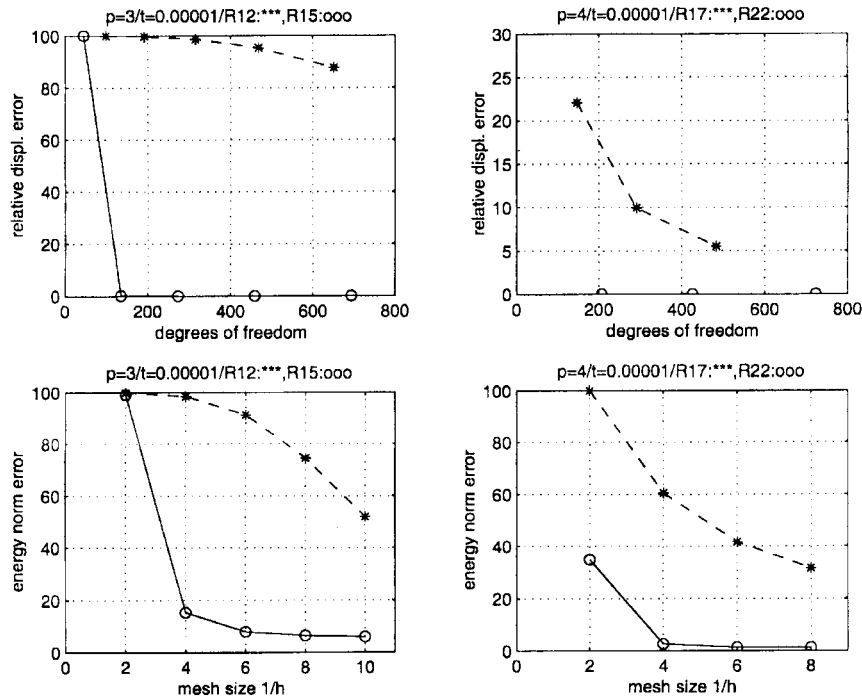 p=3/t=0.00001/R12:***,R15:ooo
100
80
60
40
20
0
relative displ. error
0 200 400 600 800
degrees of freedom
p=4/t=0.00001/R17:***,R22:ooo
30
25
20
15
10
5
0
relative displ. error
0 200 400 600 800
degrees of freedom
p=3/t=0.00001/R12:***,R15:ooo
100
80
60
40
20
0
energy norm error
0 2 4 6 8 10
mesh size 1/h
p=4/t=0.00001/R17:***,R22:ooo
100
80
60
40
20
0
energy norm error
0 2 4 6 8
mesh size 1/h